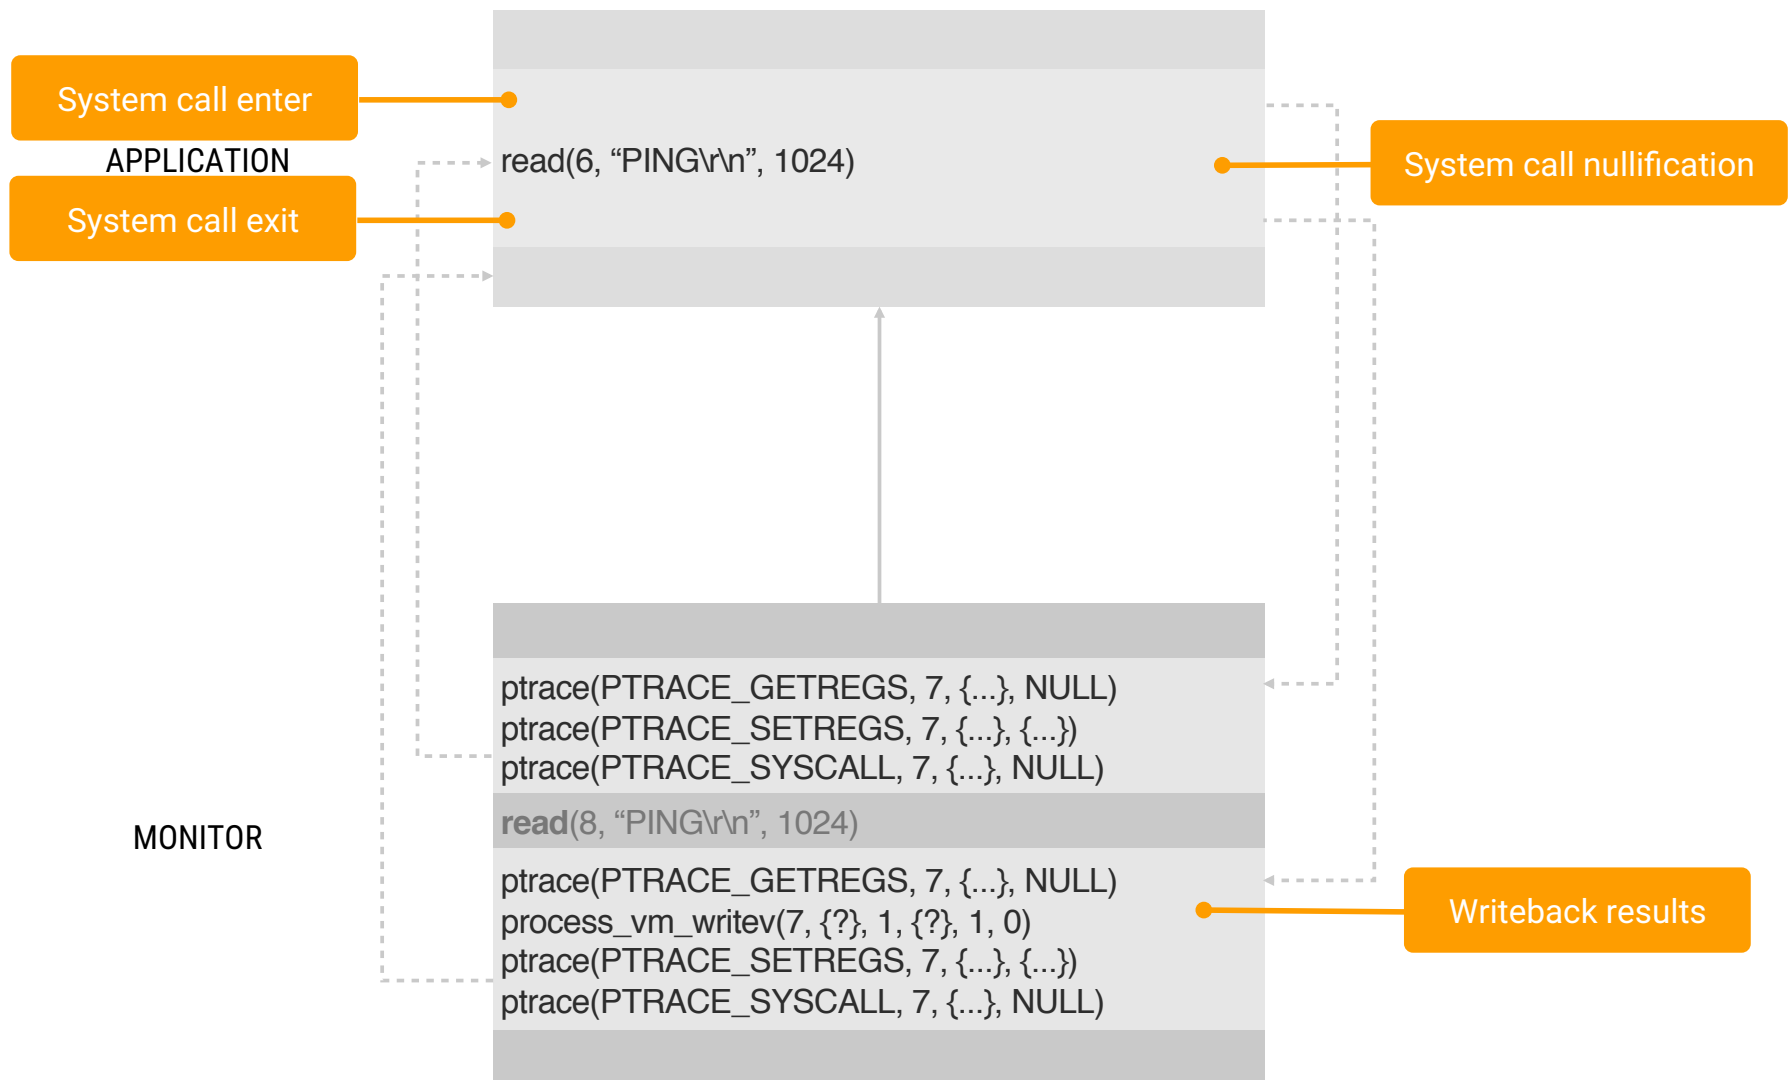 System call enter
APPLICATION
read(6, “PING\r\n”, 1024)
System call nullification
System call exit
ptrace(PTRACE_GETREGS, 7, {...}, NULL)
ptrace(PTRACE_SETREGS, 7, {...}, {...})
ptrace(PTRACE_SYSCALL, 7, {...}, NULL)
read(8, “PING\r\n”, 1024)
MONITOR
ptrace(PTRACE_GETREGS, 7, {...}, NULL)
process_vm_writev(7, {?}, 1, {?}, 1, 0)
Writeback results
ptrace(PTRACE_SETREGS, 7, {...}, {...})
ptrace(PTRACE_SYSCALL, 7, {...}, NULL)